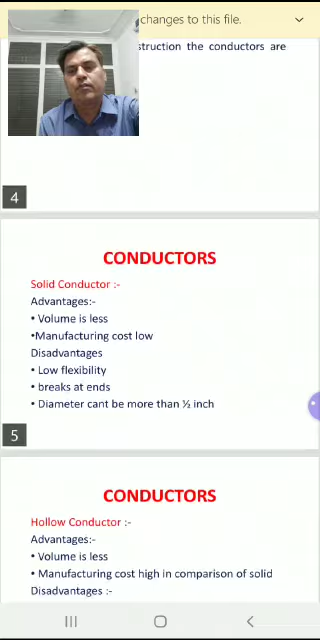 changes to this file.
struction the conductors are
4
CONDUCTORS
Solid Conductor :-
Advantages:-
• Volume is less
•Manufacturing cost low
Disadvantages
• Low flexibility
• breaks at ends
• Diameter cant be more than ½ inch
5
CONDUCTORS
Hollow Conductor :-
Advantages:-
• Volume is less
• Manufacturing cost high in comparison of solid
Disadvantages :-